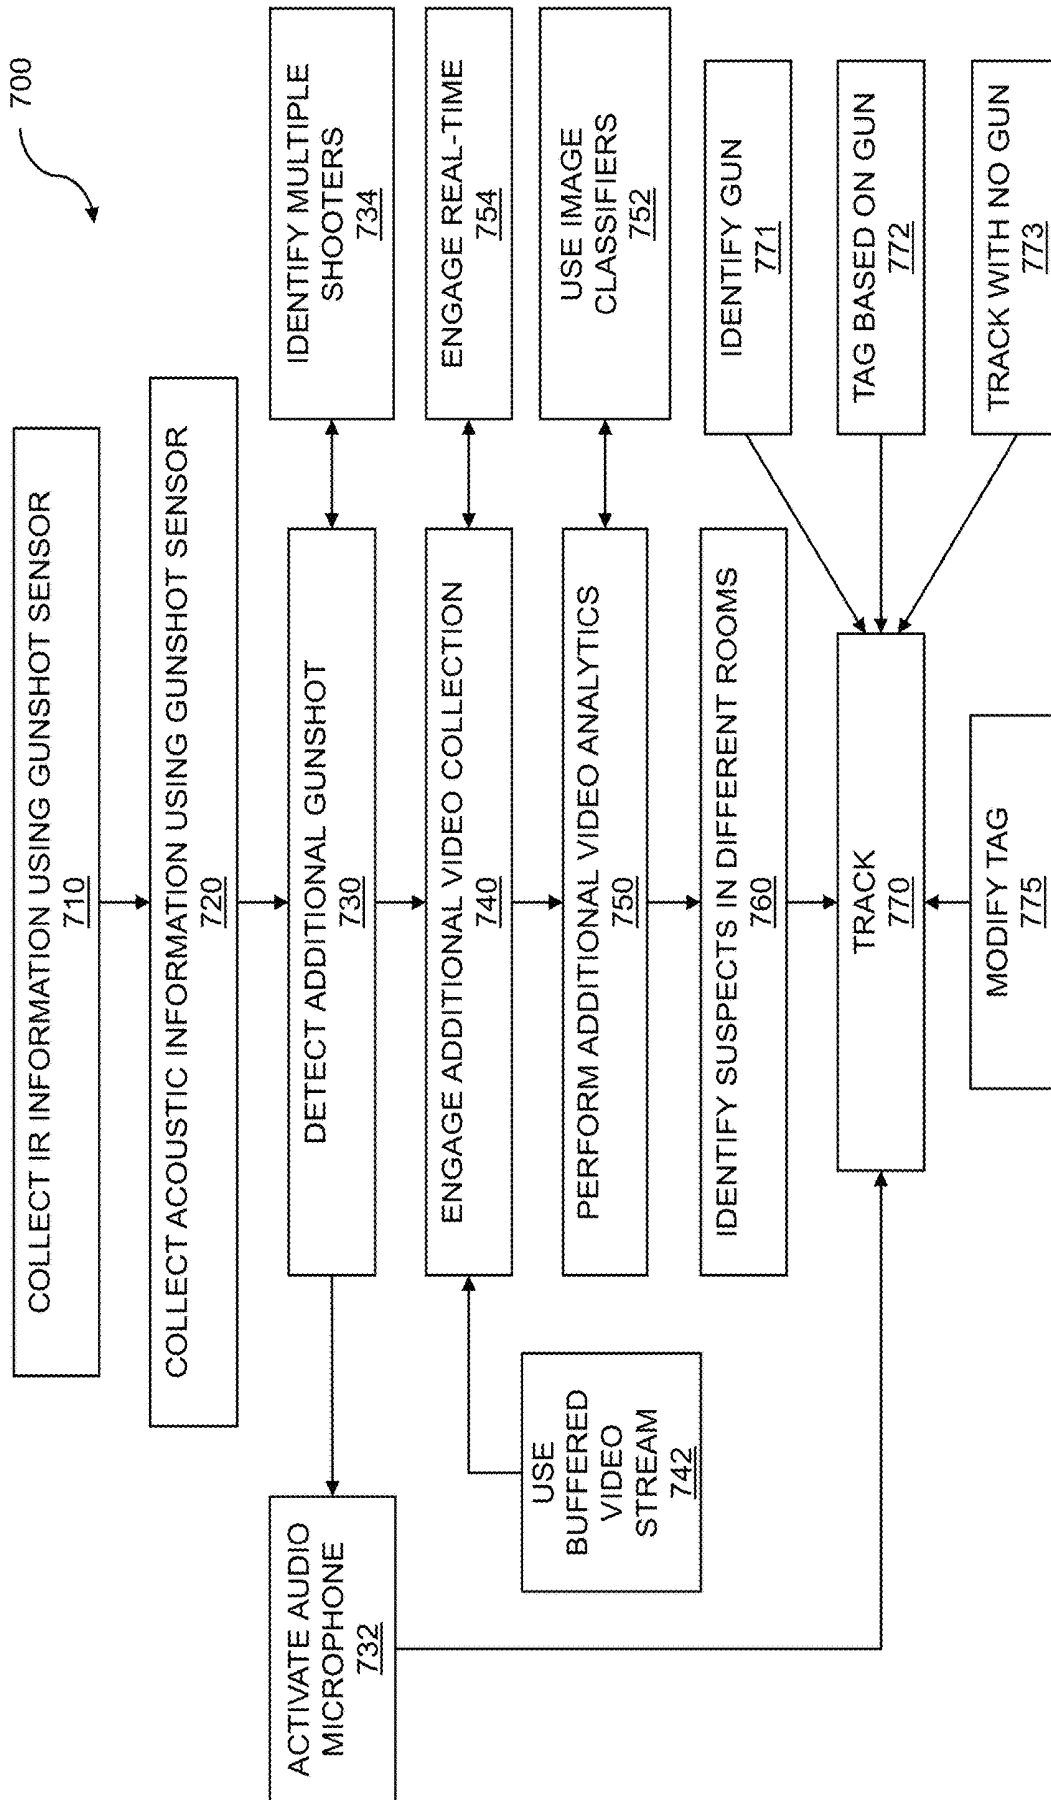 700
COLLECT IR INFORMATION USING GUNSHOT SENSOR
710
COLLECT ACOUSTIC INFORMATION USING GUNSHOT SENSOR
720
ACTIVATE AUDIO
MICROPHONE
732
DETECT ADDITIONAL GUNSHOT
730
IDENTIFY MULTIPLE
SHOOTERS
734
USE
BUFFERED
VIDEO
STREAM
742
ENGAGE ADDITIONAL VIDEO COLLECTION
740
ENGAGE REAL-TIME
754
PERFORM ADDITIONAL VIDEO ANALYTICS
750
USE IMAGE
CLASSIFIERS
752
IDENTIFY SUSPECTS IN DIFFERENT ROOMS
760
IDENTIFY GUN
771
TRACK
770
TAG BASED ON GUN
772
MODIFY TAG
775
TRACK WITH NO GUN
773